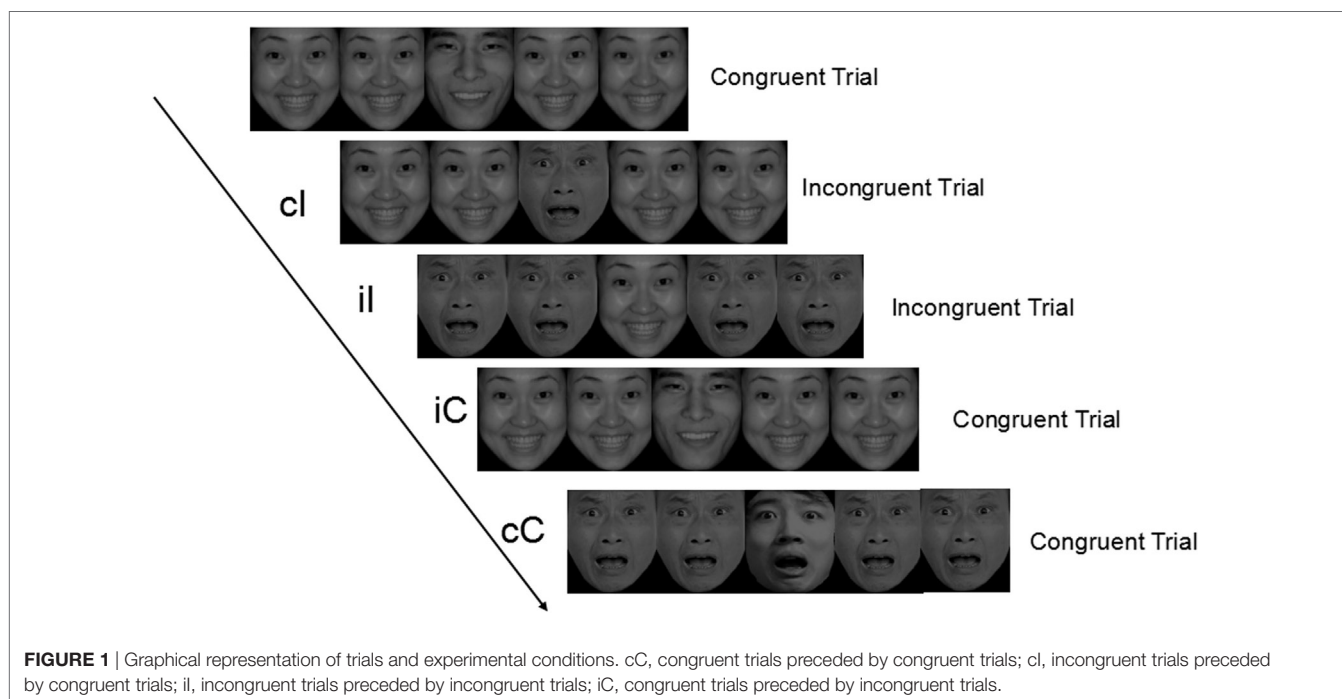 Congruent Trial
cI
Incongruent Trial
iI
Incongruent Trial
iC
Congruent Trial
cC
Congruent Trial
FIGURE 1 | Graphical representation of trials and experimental conditions. cC, congruent trials preceded by congruent trials; cI, incongruent trials preceded
by congruent trials; iI, incongruent trials preceded by incongruent trials; iC, congruent trials preceded by incongruent trials.